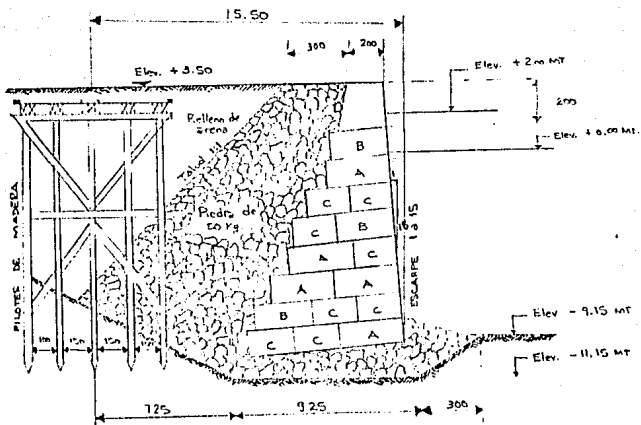 15.50
300
200
Elev. + 3.50
Elev. + 2.00 MT
200
Relleno de
arena
Elev. + 0.00 MT.
B
A
C C
Piedra de
50 Kg
C B
A C
A A
B C C
C C A
PILOTES DE MADERA
ESCARPE 1 a 15
Elev - 9.15 MT
Elev. - 11.15 MT
150 150
725
925
300